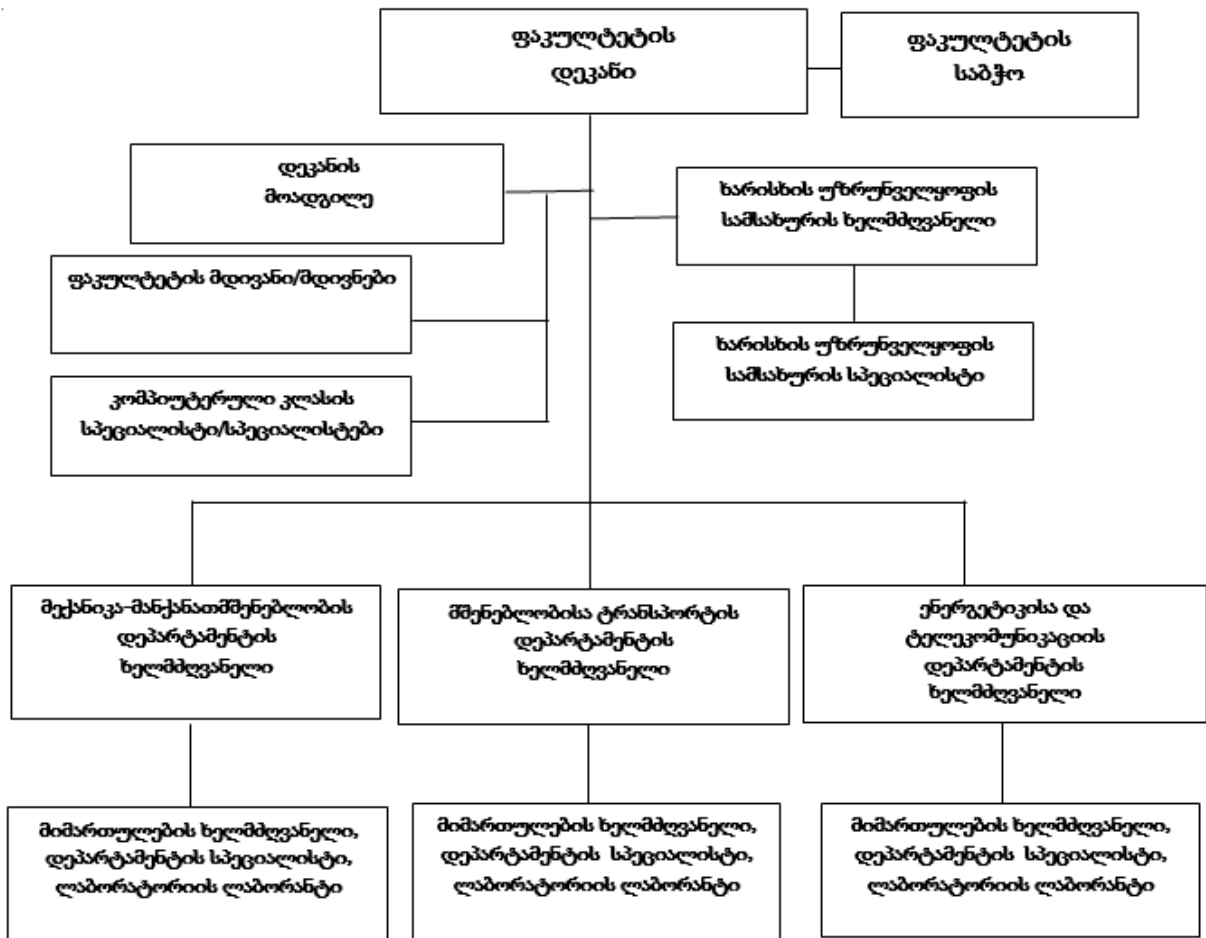 ფაკულტეტის
დეკანი
ფაკულტეტის
საბჭო
დეკანის
მოადგილე
ხარისხის უზრუნველყოფის
სამსახურის ხელმძღვანელი
ფაკულტეტის მდივანი/მდივნები
ხარისხის უზრუნველყოფის
სამსახურის სპეციალისტი
კომპიუტერული კლასის
სპეციალისტი/სპეციალისტები
მექანიკა-მანქანათმშენებლობის
დეპარტამენტის
ხელმძღვანელი
მშენებლობისა ტრანსპორტის
დეპარტამენტის
ხელმძღვანელი
ენერგეტიკისა და
ტელეკომუნიკაციის
დეპარტამენტის
ხელმძღვანელი
მიმართულების ხელმძღვანელი,
დეპარტამენტის სპეციალისტი,
ლაბორატორიის ლაბორანტი
მიმართულების ხელმძღვანელი,
დეპარტამენტის სპეციალისტი,
ლაბორატორიის ლაბორანტი
მიმართულების ხელმძღვანელი,
დეპარტამენტის სპეციალისტი,
ლაბორატორიის ლაბორანტი